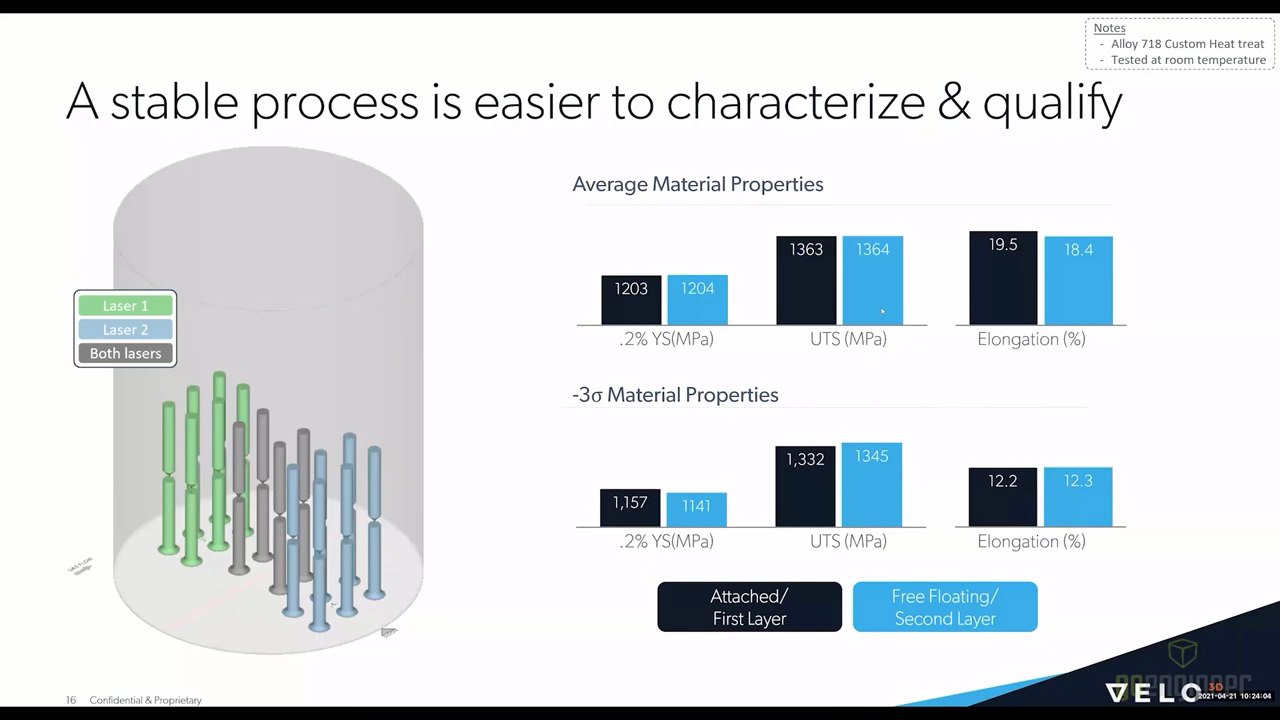 Notes
- Alloy 718 Custom Heat treat
- Tested at room temperature
A stable process is easier to characterize & qualify
Laser 1
Laser 2
Both lasers
GAS FLOW
Average Material Properties
1203
1204
.2% YS(MPa)
1363
1364
UTS (MPa)
19.5
18.4
Elongation (%)
-3σ Material Properties
1,157
1141
.2% YS(MPa)
1,332
1345
UTS (MPa)
12.2
12.3
Elongation (%)
Attached/
First Layer
Free Floating/
Second Layer
16 Confidential & Proprietary
VELO 3D
2021-04-21 10:24:04